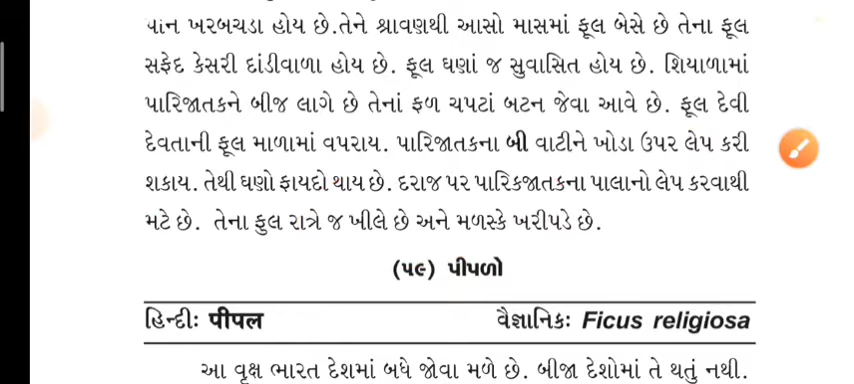 પાન ખરબચડા હોય છે.તેને શ્રાવણથી આસો માસમાં ફૂલ બેસે છે તેના ફૂલ
સફેદ કેસરી દાંડીવાળા હોય છે. ફૂલ ઘણાં જ સુવાસિત હોય છે. શિયાળામાં
પારિજાતકને બીજ લાગે છે તેનાં ફળ ચપટાં બટન જેવા આવે છે. ફૂલ દેવી
દેવતાની ફૂલ માળામાં વપરાય. પારિજાતકના બી વાટીને ખોડા ઉપર લેપ કરી
શકાય. તેથી ઘણો ફાયદો થાય છે. દરાજ પર પારિકજાતકના પાલાનો લેપ કરવાથી
મટે છે. તેના ફુલ રાત્રે જ ખીલે છે અને મળસ્કે ખરીપડે છે.
(૫૯) પીપળો
હિન્દીઃ पीपल વૈજ્ઞાનિકઃ Ficus religiosa
આ વૃક્ષ ભારત દેશમાં બધે જોવા મળે છે. બીજા દેશોમાં તે થતું નથી.